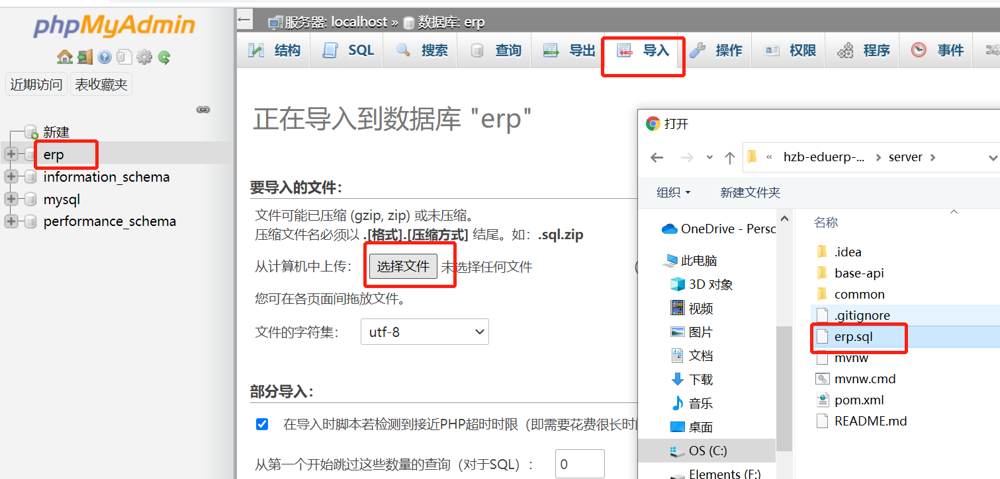 phpMyAdmin
近期访问 表收藏夹
新建
erp
information_schema
mysql
performance_schema
服务器: localhost » 数据库: erp
结构 SQL 搜索 查询 导出 导入 操作 权限 程序 事件
正在导入到数据库 "erp"
要导入的文件：
文件可能已压缩 (gzip, zip) 或未压缩。
压缩文件名必须以 .[格式].[压缩方式] 结尾。如：.sql.zip
从计算机中上传： 选择文件 未选择任何文件
您可在各页面间拖放文件。
文件的字符集： utf-8
部分导入：
在导入时脚本若检测到接近PHP超时时限（即需要花费很长时
从第一个开始跳过这些数量的查询（对于SQL）： 0
打开
« hzb-eduerp-... › server ›
组织 新建文件夹
OneDrive - Persc
此电脑
3D 对象
视频
图片
文档
下载
音乐
桌面
OS (C:)
Elements (F:)
名称
.idea
base-api
common
.gitignore
erp.sql
mvnw
mvnw.cmd
pom.xml
README.md